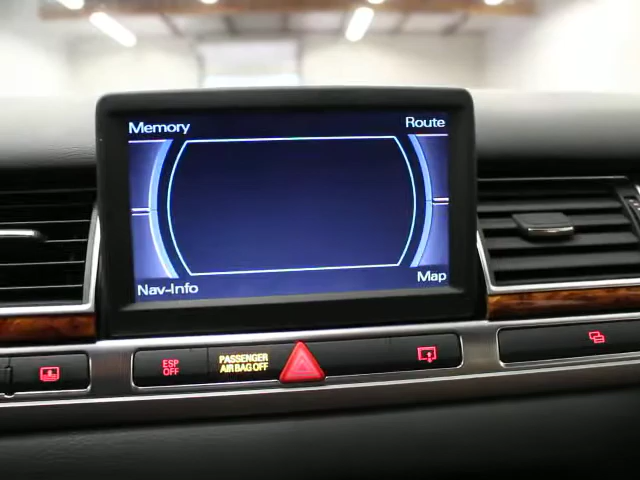 Memory
Route
Nav-Info
Map
ESP
OFF
PASSENGER
AIR BAG OFF